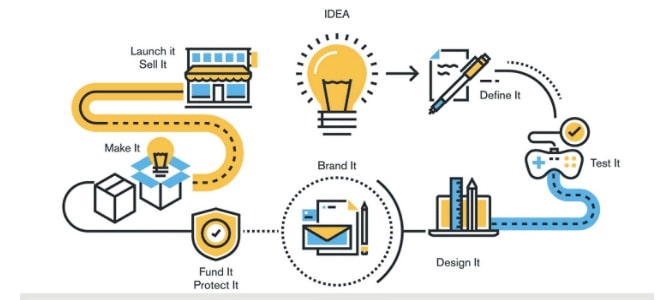 IDEA
Define It
Test It
Design It
Brand It
Fund It
Protect It
Make It
Launch it
Sell It